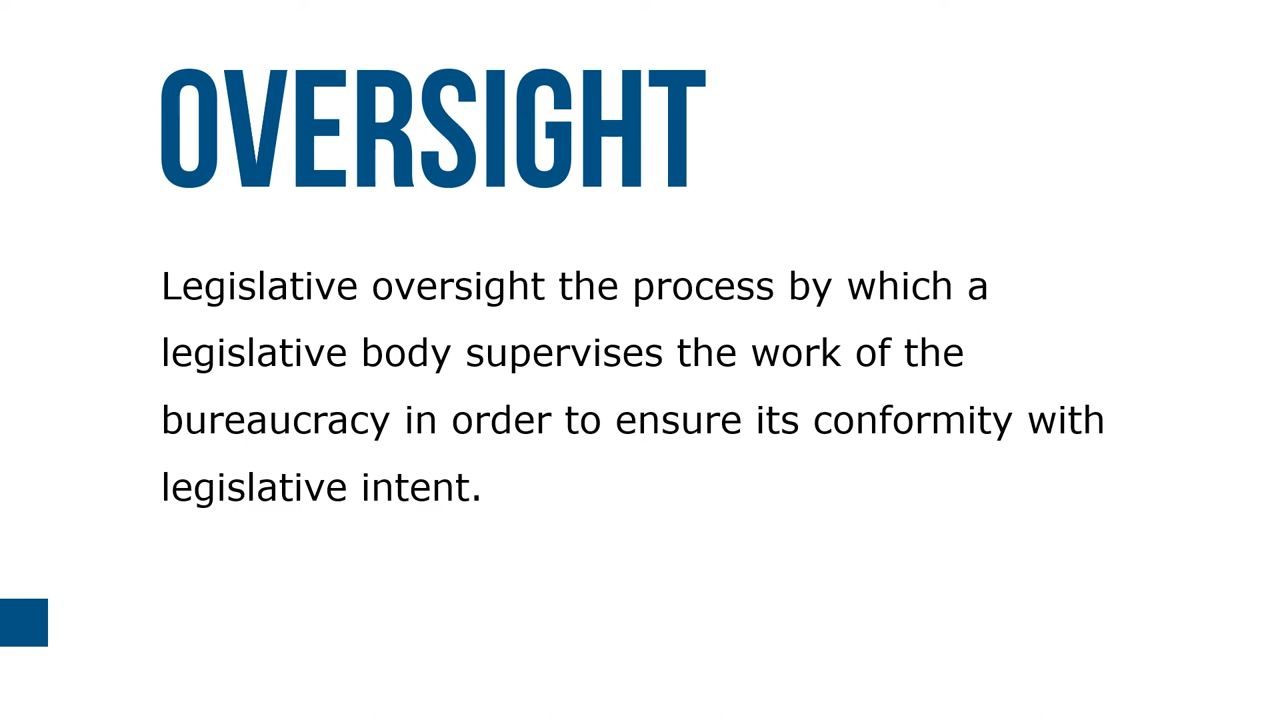 OVERSIGHT
Legislative oversight the process by which a
legislative body supervises the work of the
bureaucracy in order to ensure its conformity with
legislative intent.